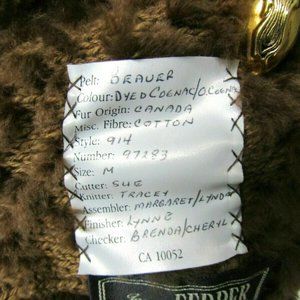 Pelt: BEAVER
Colour: DYED COGNAC/D.COGNAC
Fur Origin: CANADA
Misc. Fibre: COTTON
Style: 914
Number: 97283
Size: M
Cutter: SUE
Knitter: TRACEY
Assembler: MARGARET/LYNDA
Finisher: LYNNE
Checker: BRENDA/CHERYL
CA 10052